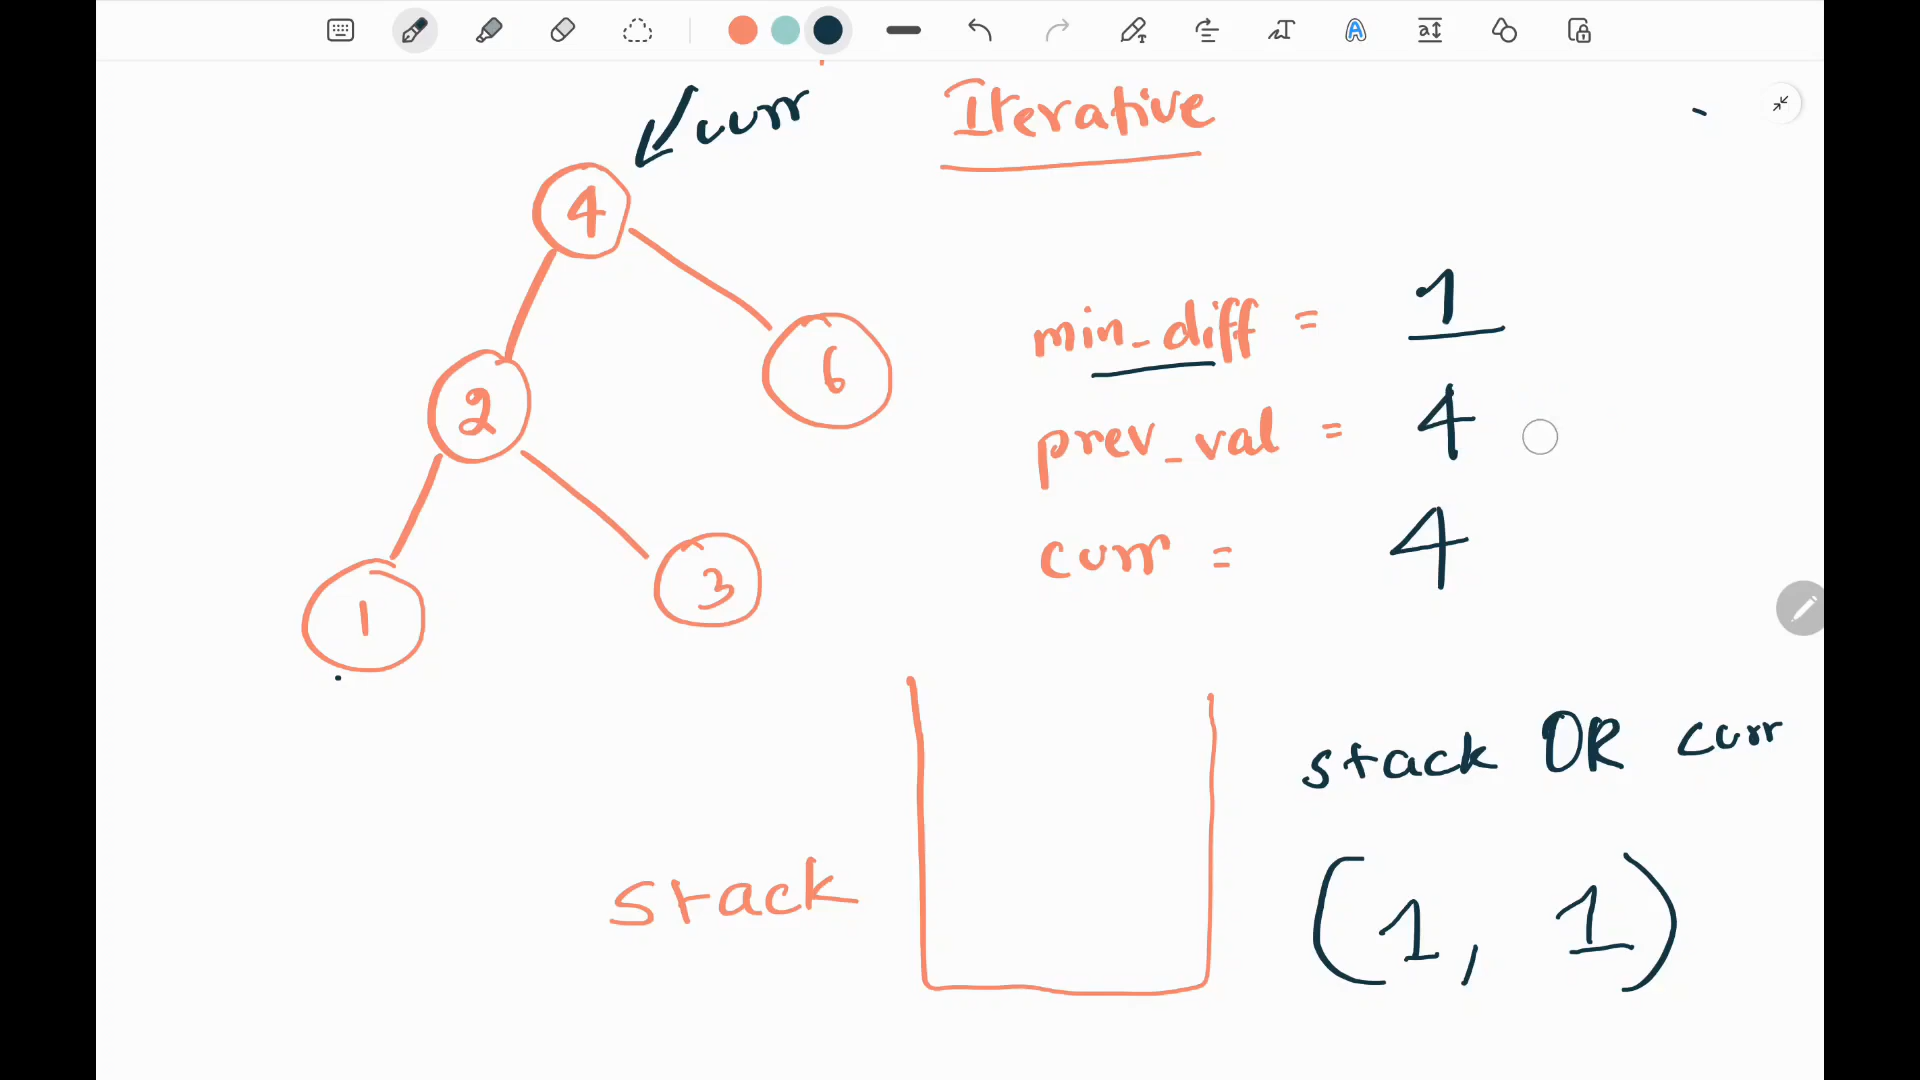 curr
Iterative
4
min_diff = 1
6
2
prev_val = 4
curr = 4
1
3
stack OR curr
stack
(1, 1)